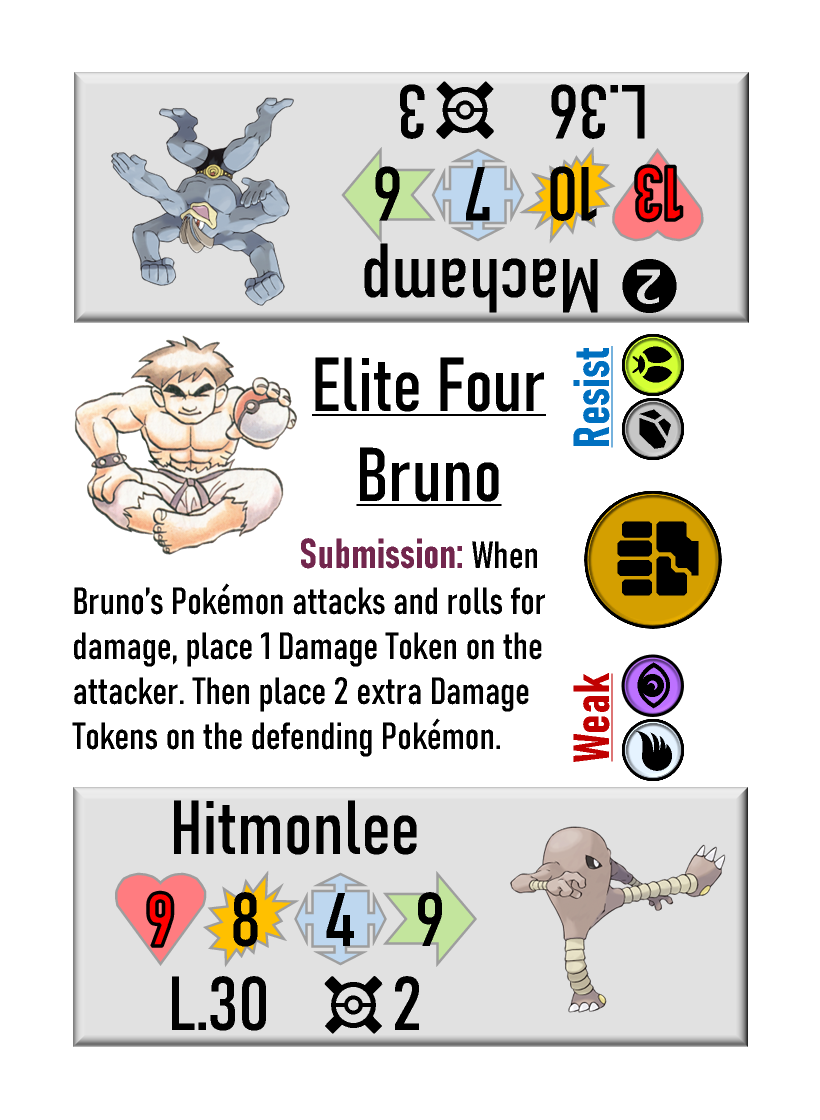 2 Machamp
13 10 7 6
L.36 3
Elite Four
Bruno
Resist
Submission: When
Bruno's Pokémon attacks and rolls for
damage, place 1 Damage Token on the
attacker. Then place 2 extra Damage
Tokens on the defending Pokémon.
Weak
Hitmonlee
9 8 4 9
L.30 2